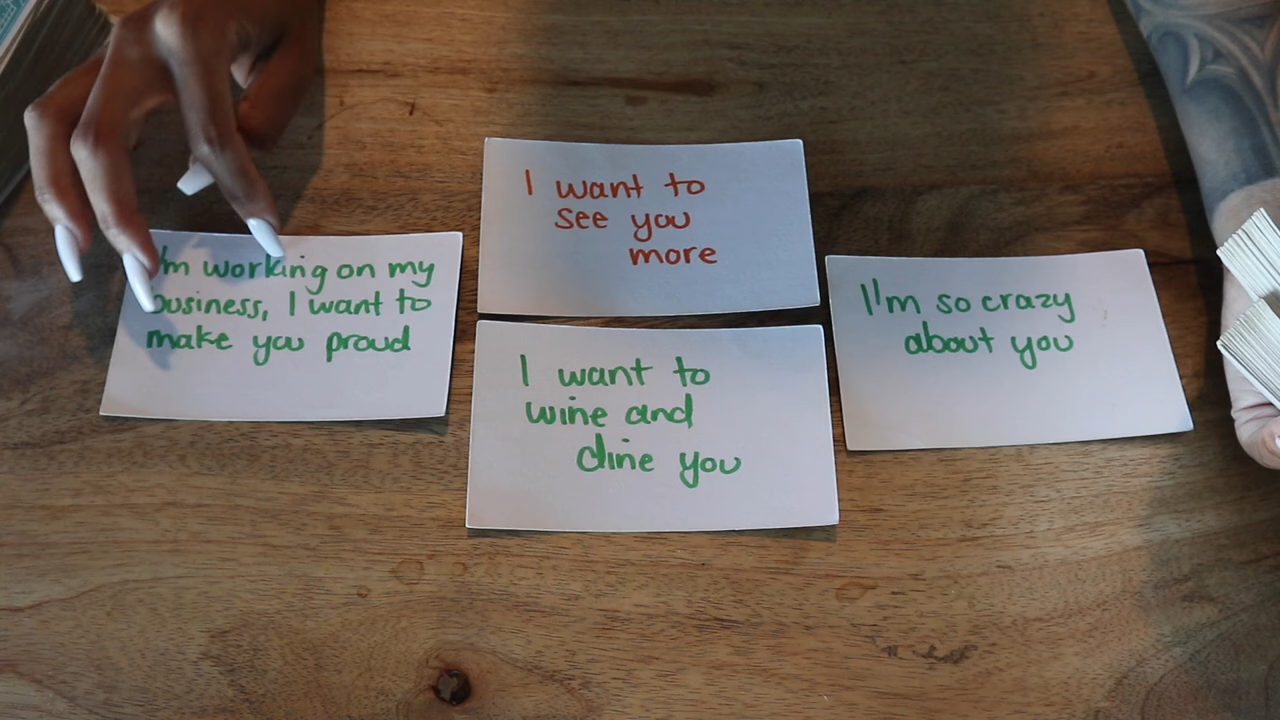 I'm working on my
business, I want to
make you proud
I want to
see you
more
I want to
wine and
dine you
I'm so crazy
about you